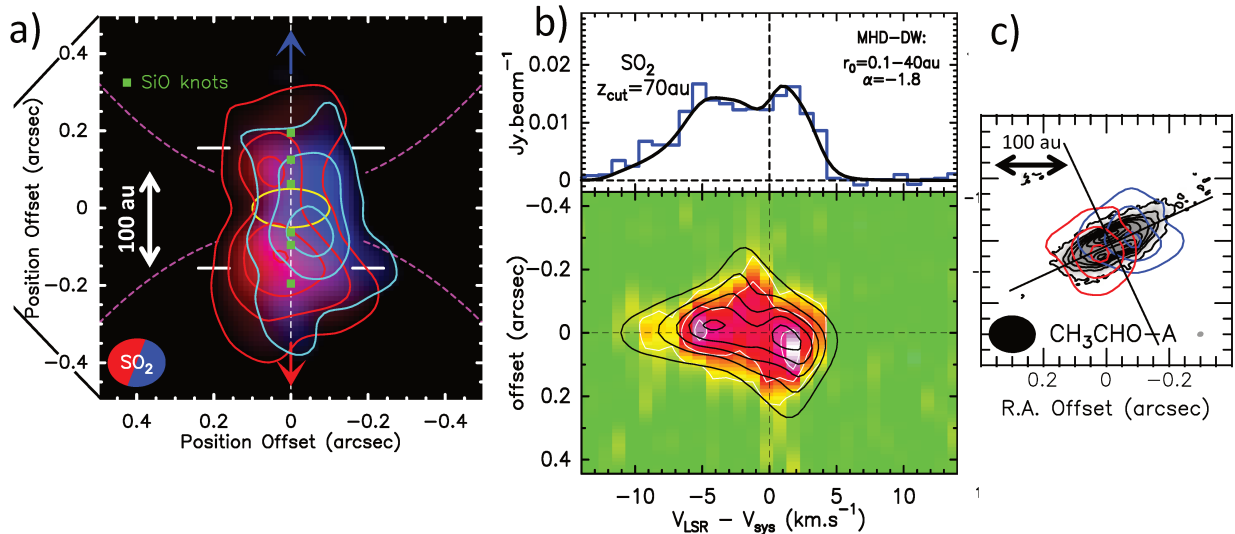 a)
0.4
0.2
0
−0.2
−0.4
Position Offset (arcsec)
SiO knots
100 au
SO2
0.4 0.2 0 −0.2 −0.4
Position Offset (arcsec)
b)
0.02
0.01
0
Jy.beam−1
SO2
zcut=70au
MHD−DW:
r0=0.1−40au
α=−1.8
−0.4
−0.2
0
0.2
0.4
offset (arcsec)
−10 −5 0 5 10
VLSR − Vsys (km.s−1)
c)
100 au
CH3CHO−A
0.2 0 −0.2
R.A. Offset (arcsec)